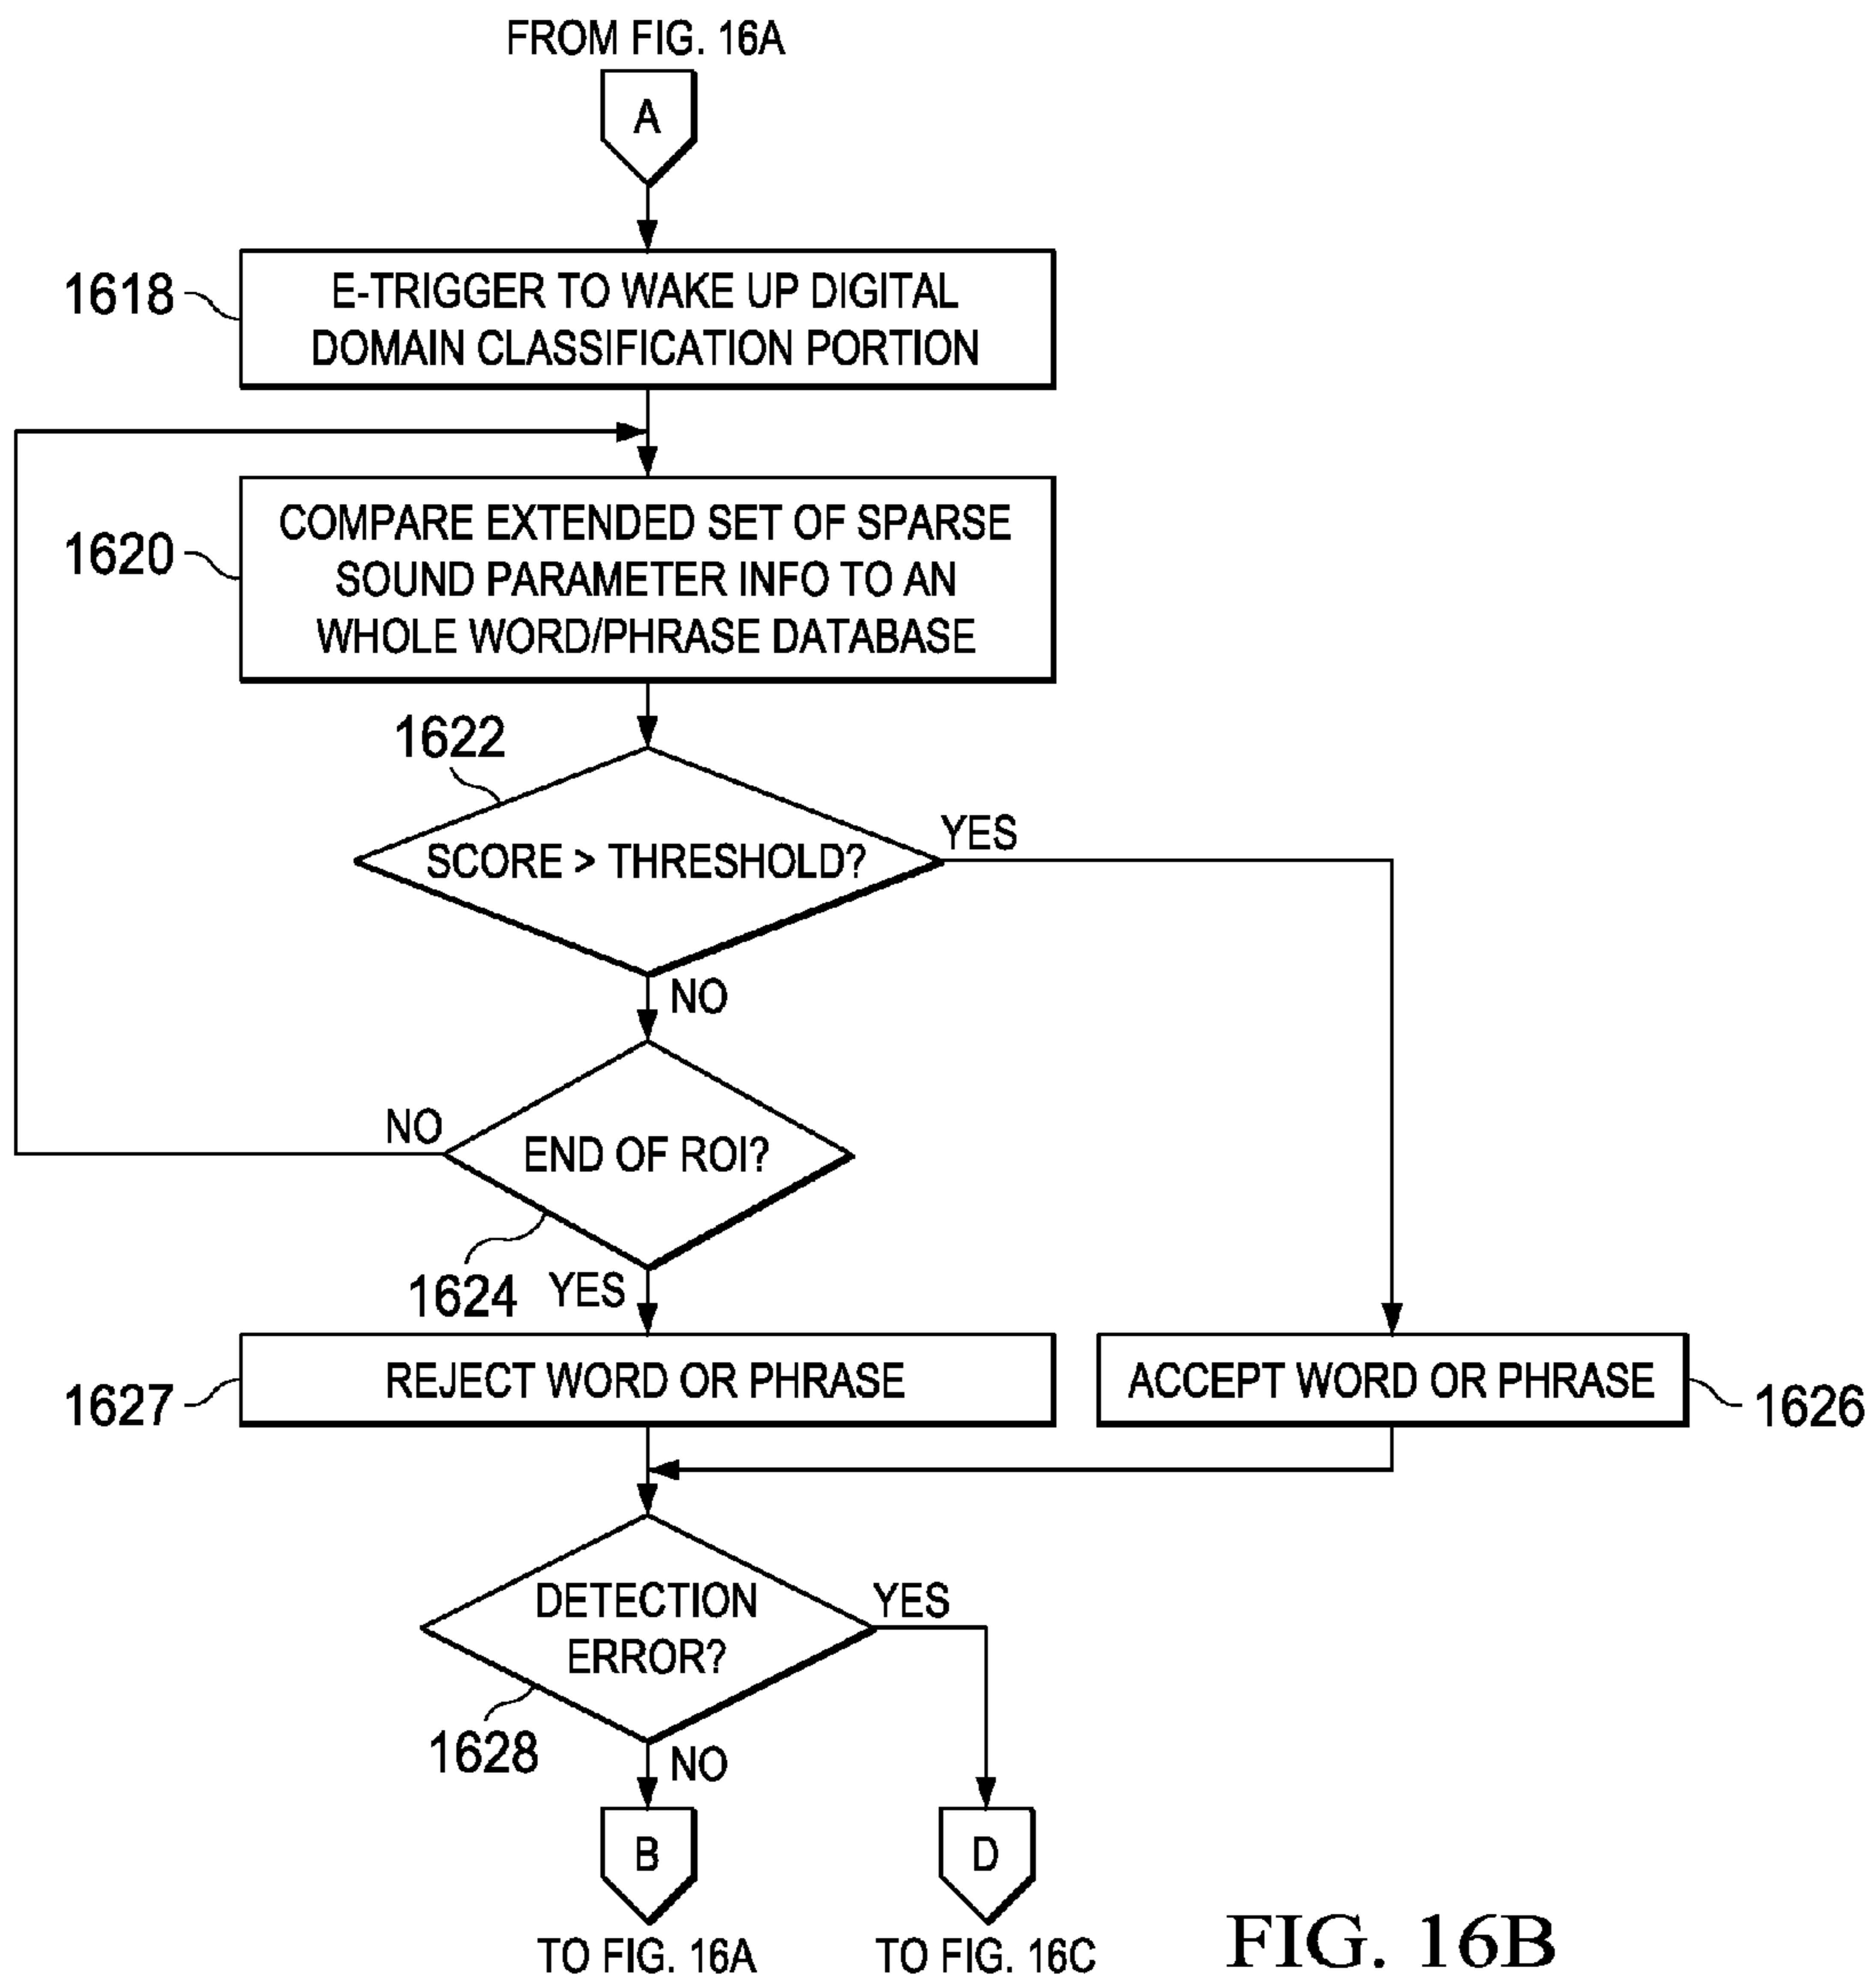 FROM FIG. 16A
A
1618
E-TRIGGER TO WAKE UP DIGITAL
DOMAIN CLASSIFICATION PORTION
1620
COMPARE EXTENDED SET OF SPARSE
SOUND PARAMETER INFO TO AN
WHOLE WORD/PHRASE DATABASE
1622
SCORE > THRESHOLD?
YES
NO
END OF ROI?
NO
1624
YES
1627
REJECT WORD OR PHRASE
ACCEPT WORD OR PHRASE
1626
DETECTION
ERROR?
YES
1628
NO
B
D
TO FIG. 16A
TO FIG. 16C
FIG. 16B